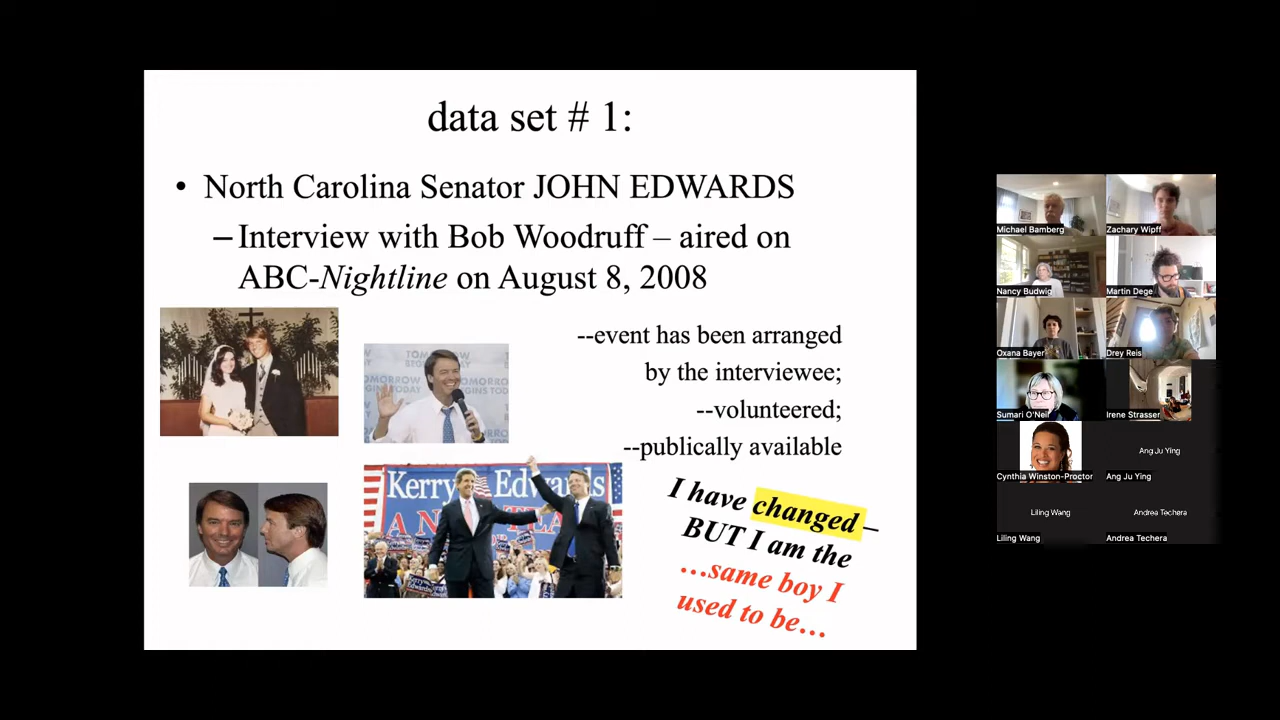 data set # 1:
• North Carolina Senator JOHN EDWARDS
– Interview with Bob Woodruff – aired on
ABC-Nightline on August 8, 2008
--event has been arranged
by the interviewee;
--volunteered;
--publically available
TOMORROW
BEGINS TODAY
Kerry Edwards
I have changed –
BUT I am the
…same boy I
used to be…
Michael Bamberg
Zachary Wipff
Nancy Budwig
Martin Dege
Oxana Bayer
Drey Reis
Sumari O'Neil
Irene Strasser
Cynthia Winston-Proctor
Ang Ju Ying
Ang Ju Ying
Liling Wang
Andrea Techera
Liling Wang
Andrea Techera